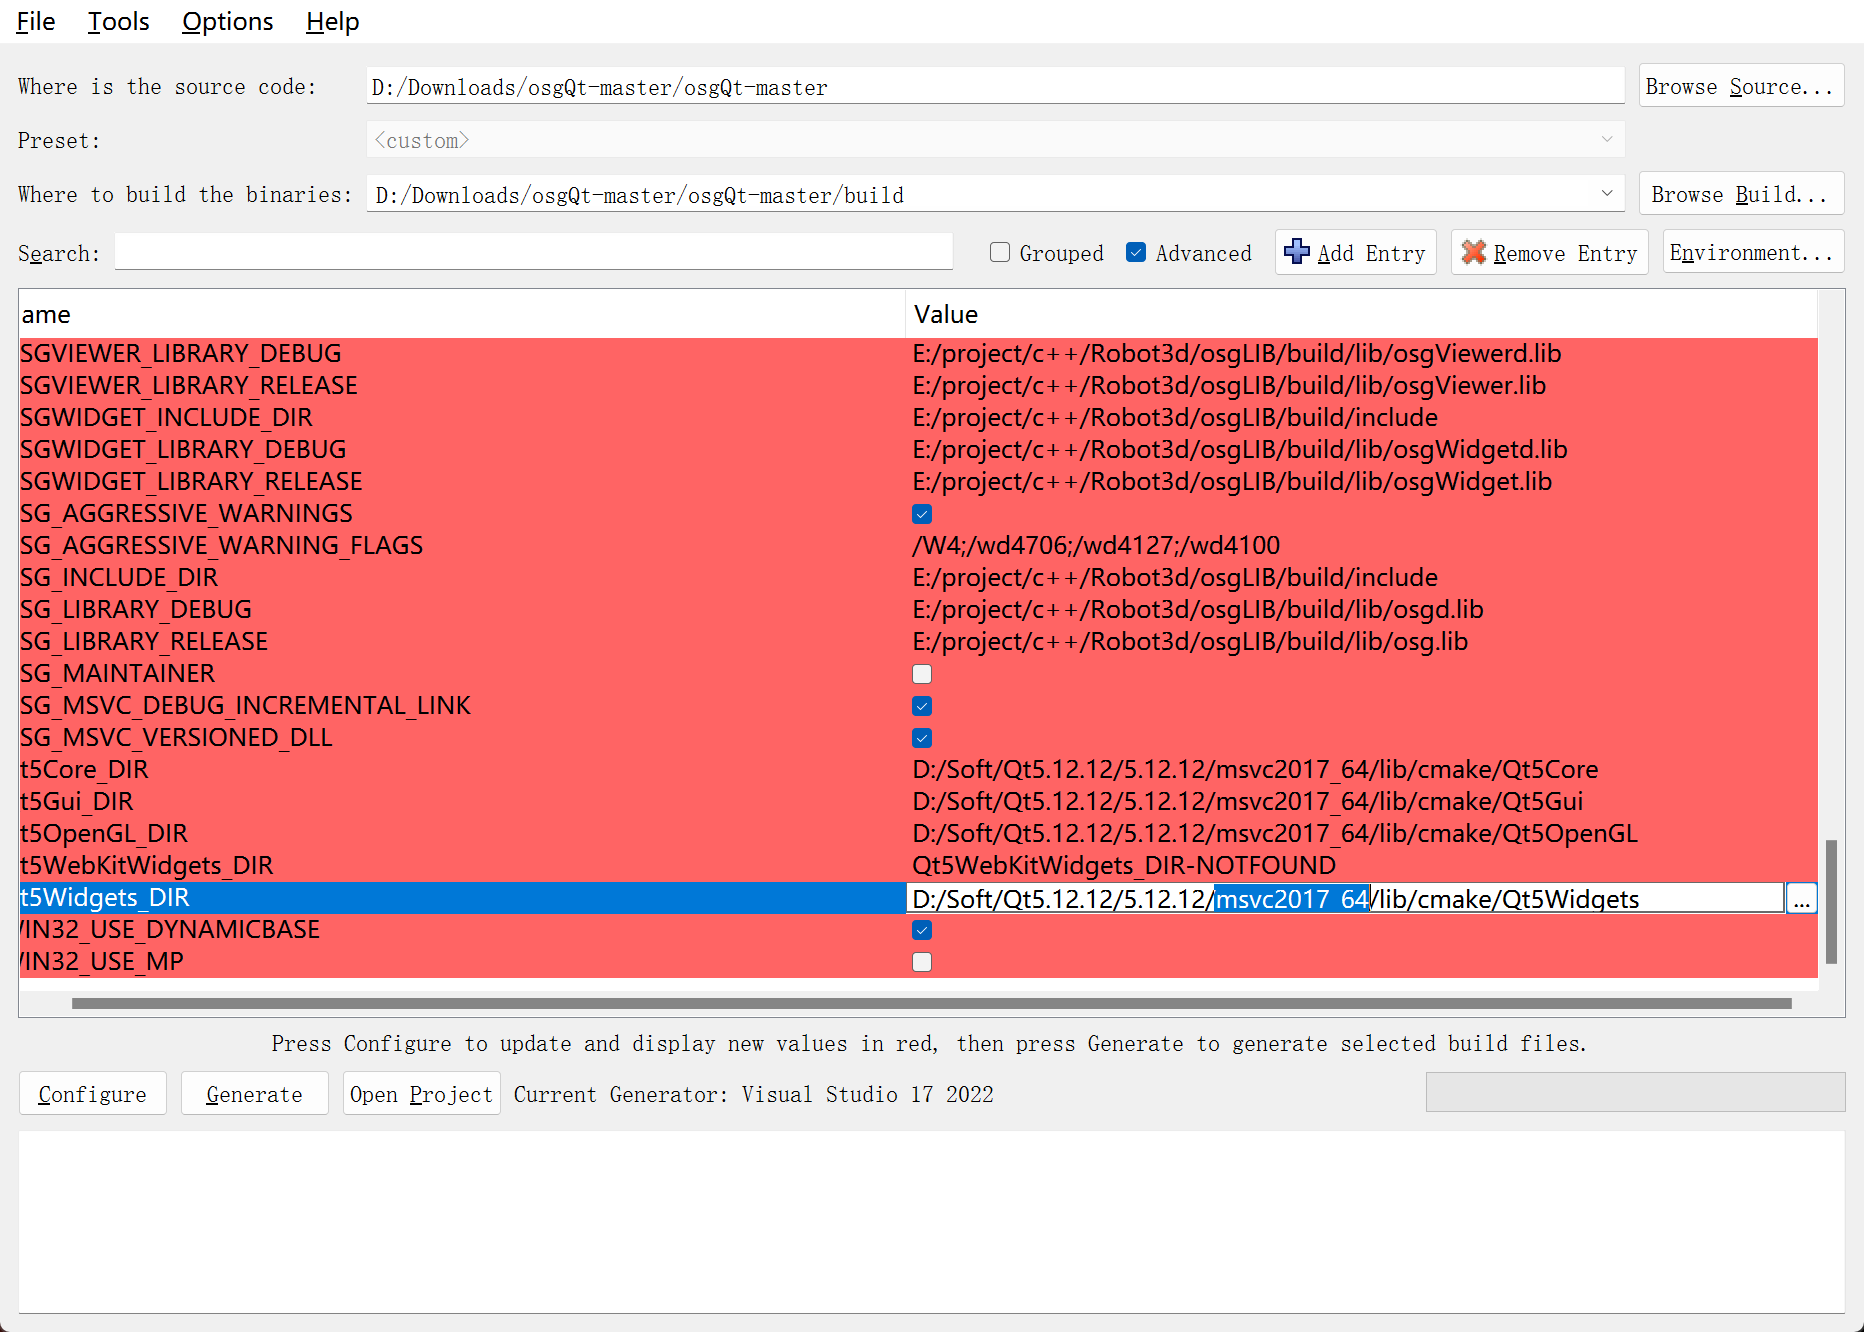 File Tools Options Help
Where is the source code: D:/Downloads/osgQt-master/osgQt-master Browse Source...
Preset: <custom>
Where to build the binaries: D:/Downloads/osgQt-master/osgQt-master/build Browse Build...
Search: Grouped Advanced Add Entry Remove Entry Environment...
ame Value
SGVIEWER_LIBRARY_DEBUG E:/project/c++/Robot3d/osgLIB/build/lib/osgViewerd.lib
SGVIEWER_LIBRARY_RELEASE E:/project/c++/Robot3d/osgLIB/build/lib/osgViewer.lib
SGWIDGET_INCLUDE_DIR E:/project/c++/Robot3d/osgLIB/build/include
SGWIDGET_LIBRARY_DEBUG E:/project/c++/Robot3d/osgLIB/build/lib/osgWidgetd.lib
SGWIDGET_LIBRARY_RELEASE E:/project/c++/Robot3d/osgLIB/build/lib/osgWidget.lib
SG_AGGRESSIVE_WARNINGS
SG_AGGRESSIVE_WARNING_FLAGS /W4;/wd4706;/wd4127;/wd4100
SG_INCLUDE_DIR E:/project/c++/Robot3d/osgLIB/build/include
SG_LIBRARY_DEBUG E:/project/c++/Robot3d/osgLIB/build/lib/osgd.lib
SG_LIBRARY_RELEASE E:/project/c++/Robot3d/osgLIB/build/lib/osg.lib
SG_MAINTAINER
SG_MSVC_DEBUG_INCREMENTAL_LINK
SG_MSVC_VERSIONED_DLL
t5Core_DIR D:/Soft/Qt5.12.12/5.12.12/msvc2017_64/lib/cmake/Qt5Core
t5Gui_DIR D:/Soft/Qt5.12.12/5.12.12/msvc2017_64/lib/cmake/Qt5Gui
t5OpenGL_DIR D:/Soft/Qt5.12.12/5.12.12/msvc2017_64/lib/cmake/Qt5OpenGL
t5WebKitWidgets_DIR Qt5WebKitWidgets_DIR-NOTFOUND
t5Widgets_DIR D:/Soft/Qt5.12.12/5.12.12/msvc2017_64/lib/cmake/Qt5Widgets ...
IN32_USE_DYNAMICBASE
IN32_USE_MP
Press Configure to update and display new values in red, then press Generate to generate selected build files.
Configure Generate Open Project Current Generator: Visual Studio 17 2022